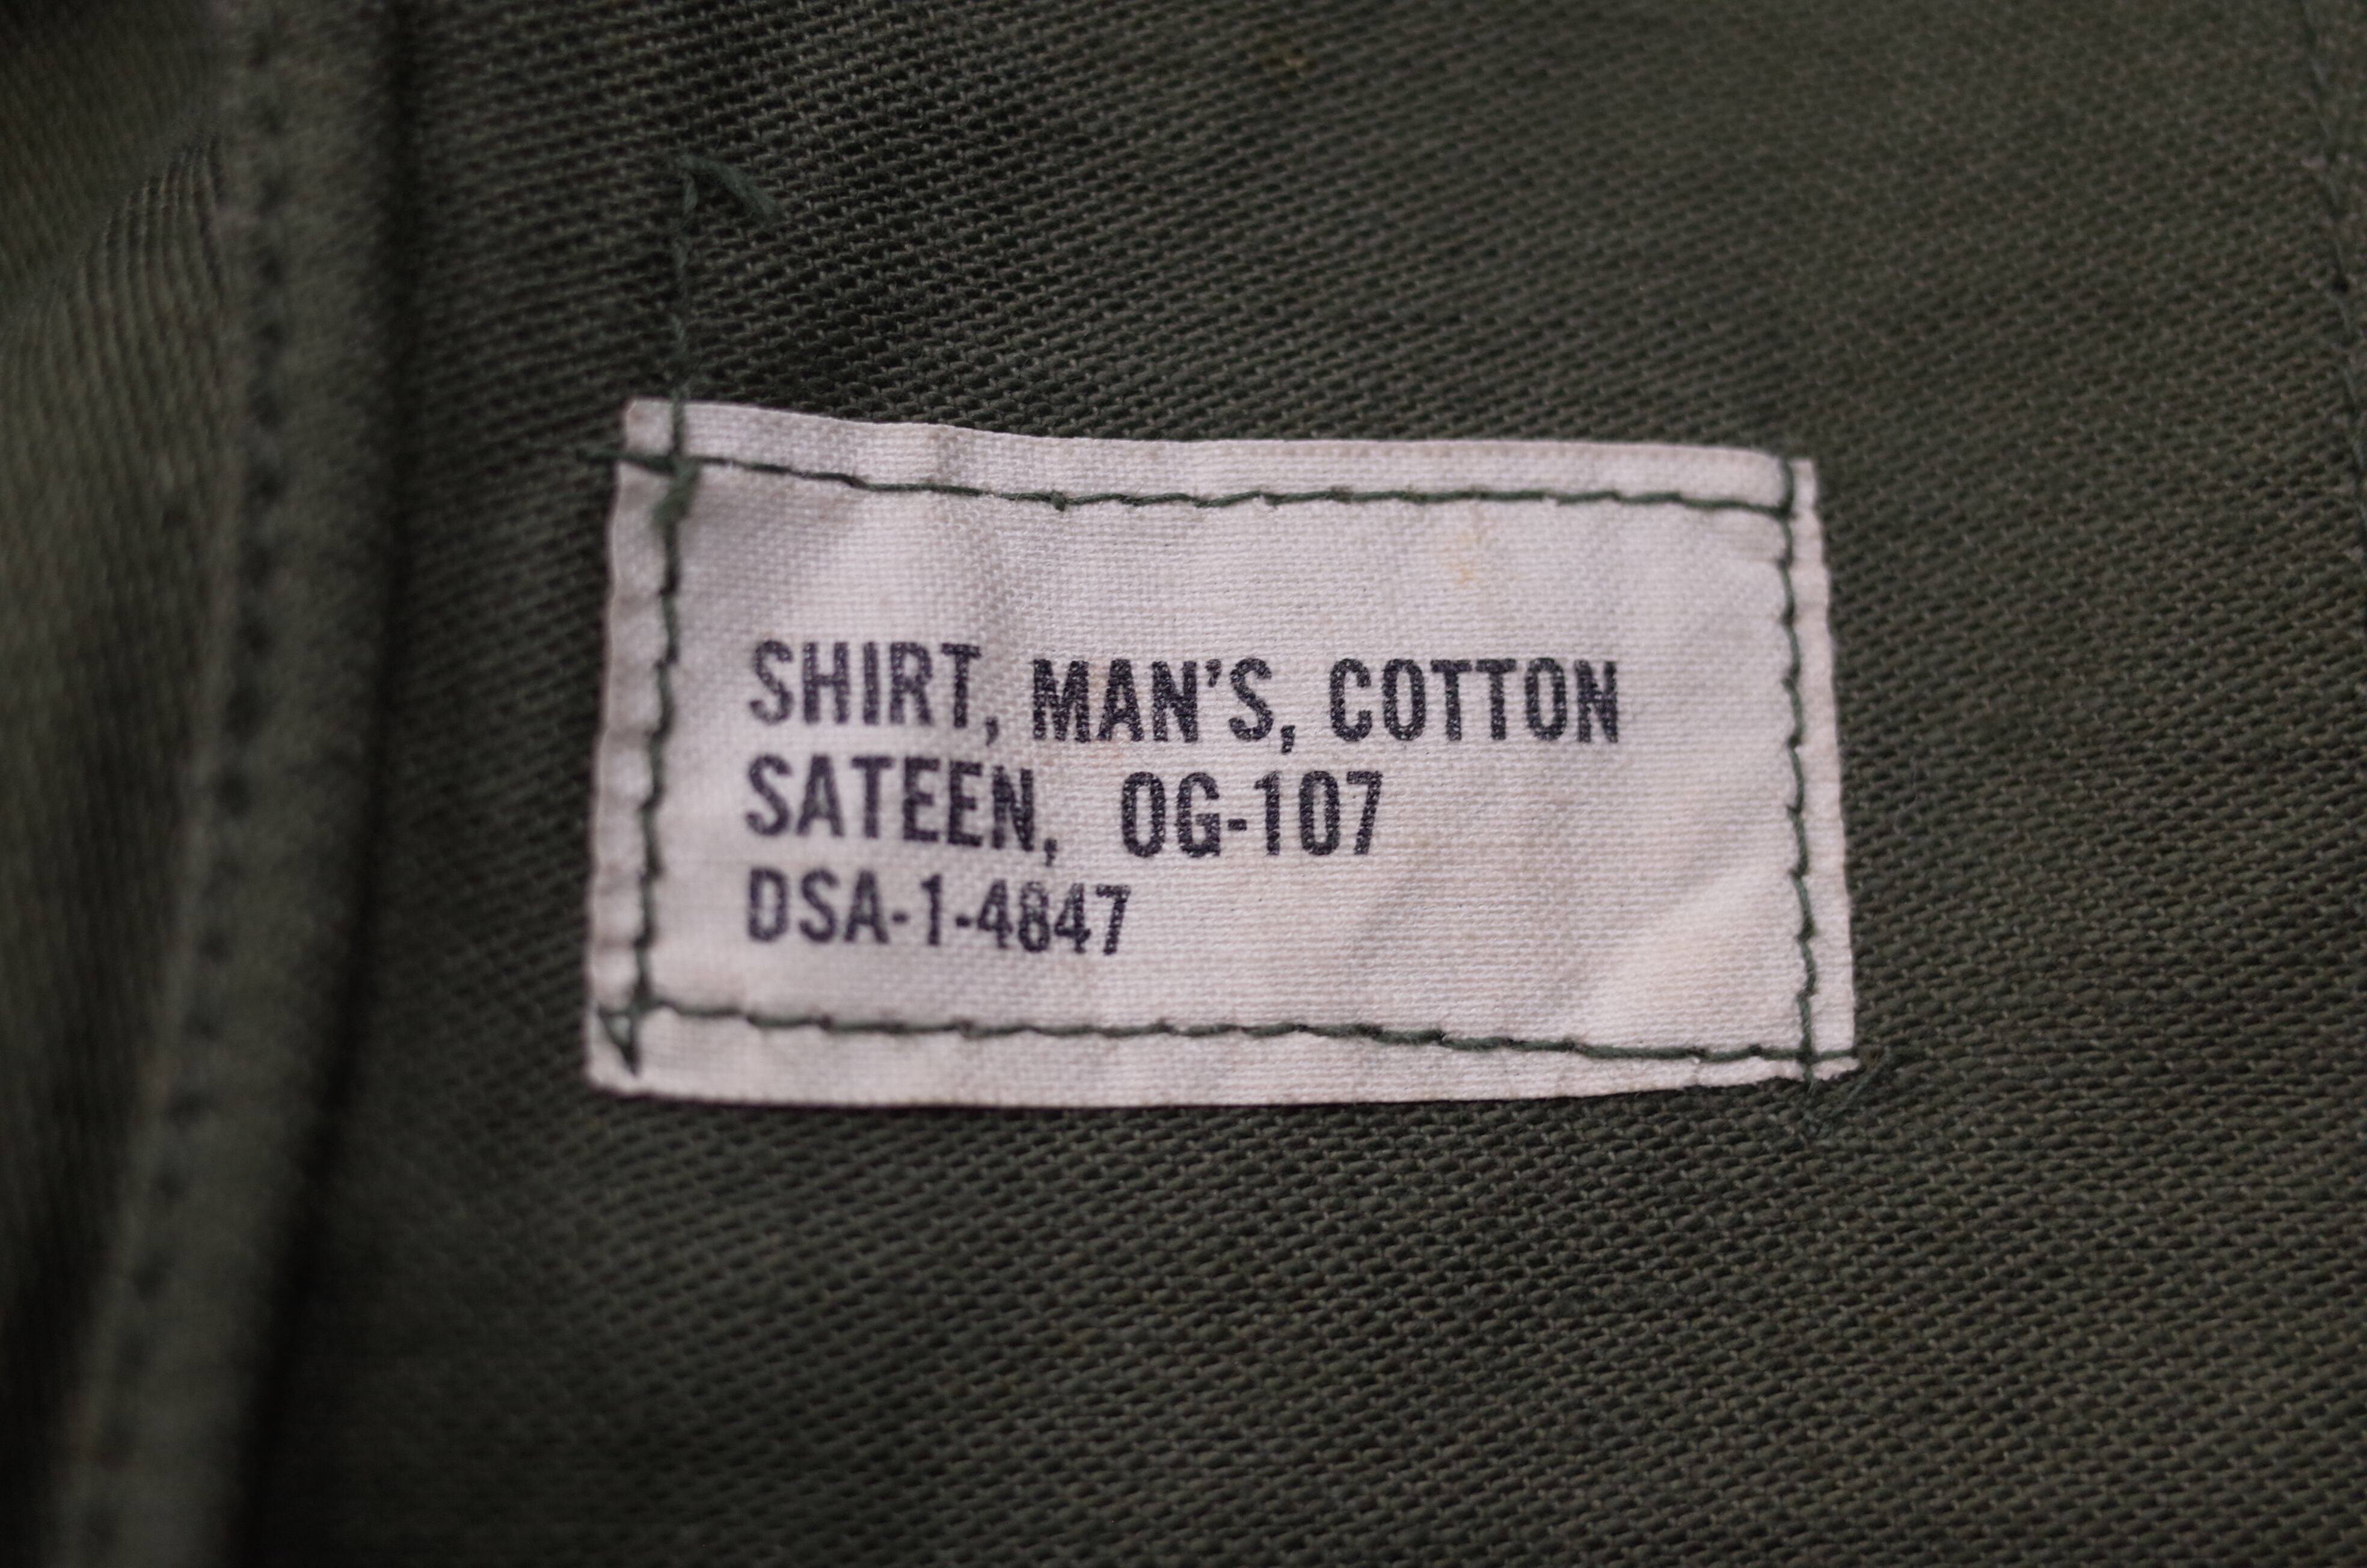 SHIRT, MAN'S, COTTON
SATEEN, OG-107
DSA-1-4847